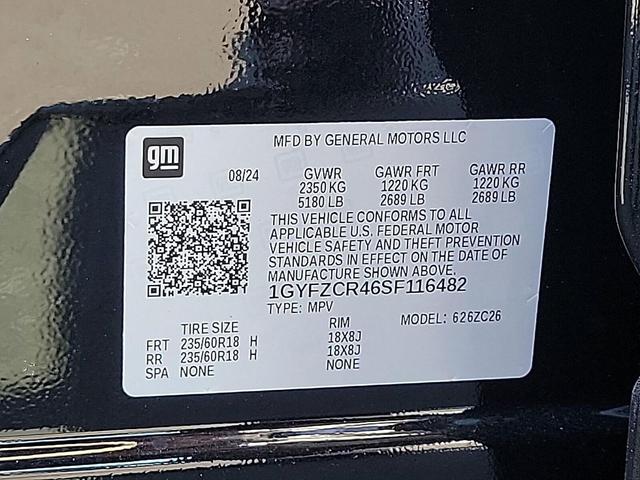 MFD BY GENERAL MOTORS LLC
gm
08/24 GVWR GAWR FRT GAWR RR
2350 KG 1220 KG 1220 KG
5180 LB 2689 LB 2689 LB
THIS VEHICLE CONFORMS TO ALL
APPLICABLE U.S. FEDERAL MOTOR
VEHICLE SAFETY AND THEFT PREVENTION
STANDARDS IN EFFECT ON THE DATE OF
MANUFACTURE SHOWN ABOVE.
1GYFZCR46SF116482
TYPE: MPV MODEL: 626ZC26
TIRE SIZE RIM
FRT 235/60R18 H 18X8J
RR 235/60R18 H 18X8J
SPA NONE NONE